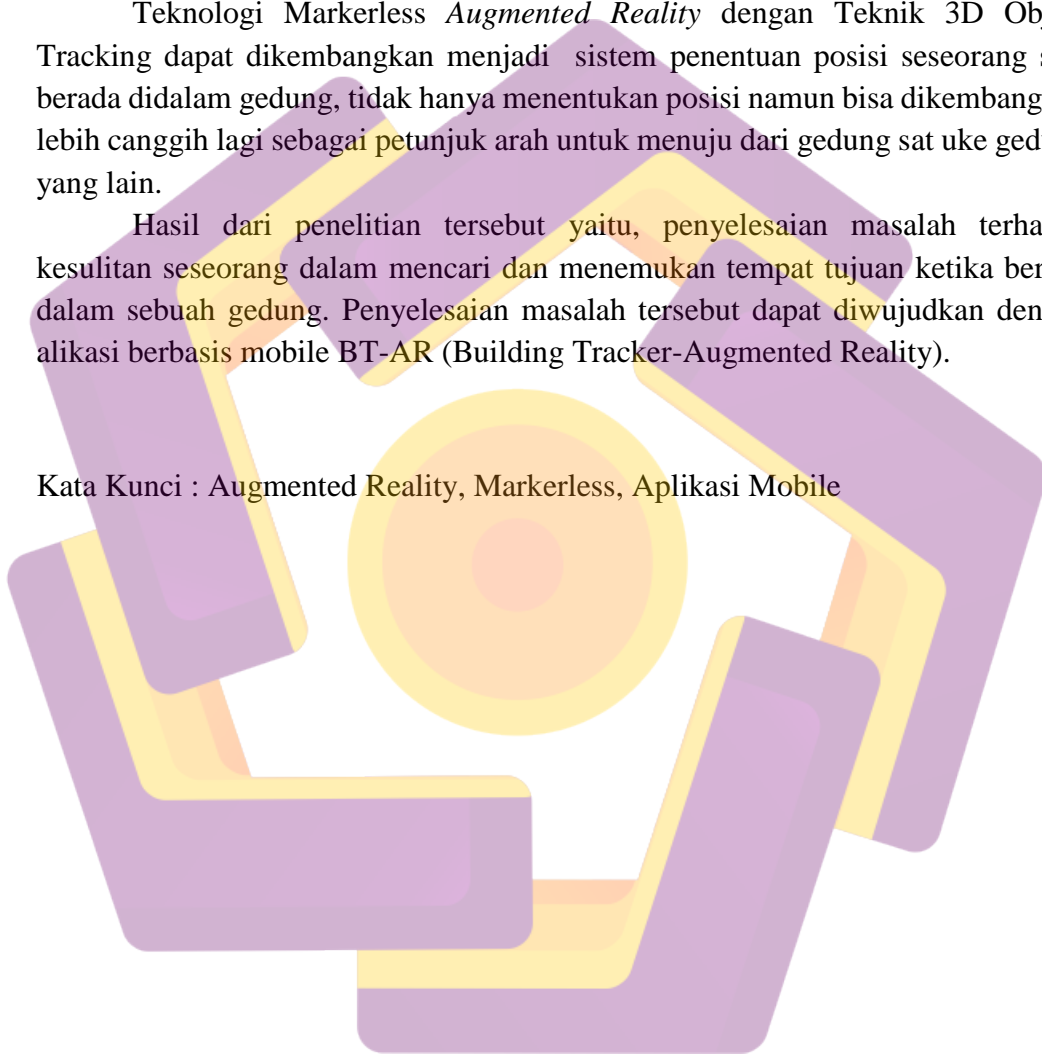 Teknologi Markerless Augmented Reality dengan Teknik 3D Obj
Tracking dapat dikembangkan menjadi sistem penentuan posisi seseorang s
berada didalam gedung, tidak hanya menentukan posisi namun bisa dikembang
lebih canggih lagi sebagai petunjuk arah untuk menuju dari gedung sat uke gedu
yang lain.
Hasil dari penelitian tersebut yaitu, penyelesaian masalah terha
kesulitan seseorang dalam mencari dan menemukan tempat tujuan ketika ber
dalam sebuah gedung. Penyelesaian masalah tersebut dapat diwujudkan den
alikasi berbasis mobile BT-AR (Building Tracker-Augmented Reality).
Kata Kunci : Augmented Reality, Markerless, Aplikasi Mobile